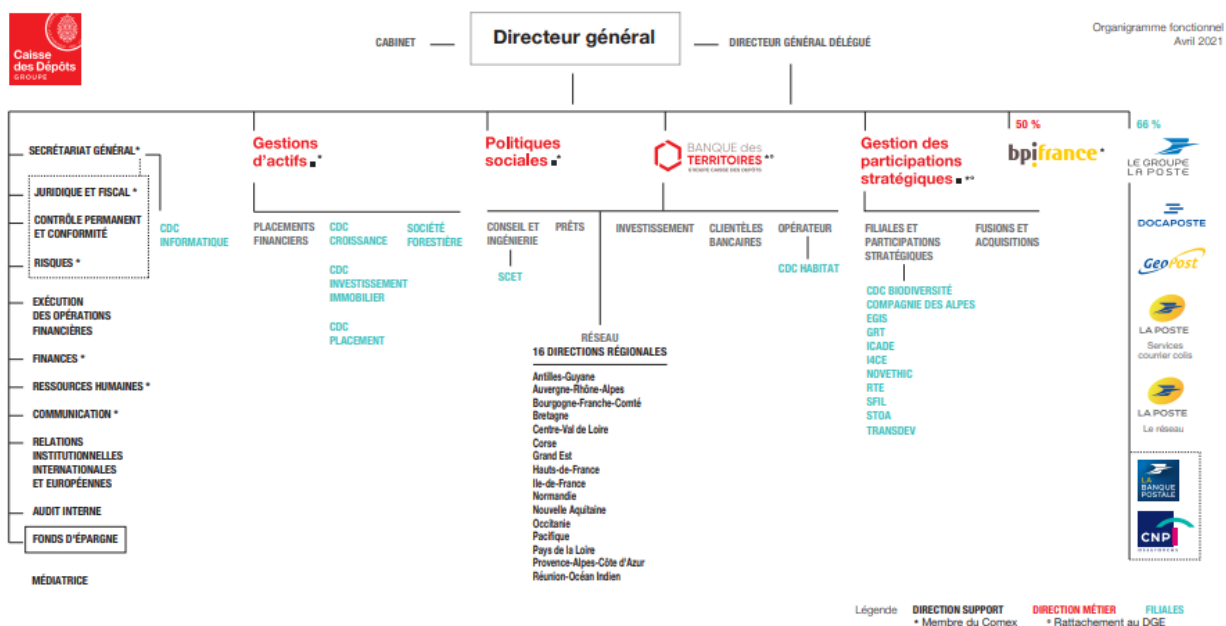 Caisse
des Dépôts
GROUPE
CABINET
Directeur général
DIRECTEUR GÉNÉRAL DÉLÉGUÉ
Organigramme fonctionnel
Avril 2021
SECRÉTARIAT GÉNÉRAL*
JURIDIQUE ET FISCAL *
CONTRÔLE PERMANENT
ET CONFORMITÉ
RISQUES *
EXÉCUTION
DES OPÉRATIONS
FINANCIÈRES
FINANCES *
RESSOURCES HUMAINES *
COMMUNICATION *
RELATIONS
INSTITUTIONNELLES
INTERNATIONALES
ET EUROPÉENNES
AUDIT INTERNE
FONDS D'ÉPARGNE
MÉDIATRICE
CDC
INFORMATIQUE
Gestions
d'actifs ■*
PLACEMENTS
FINANCIERS
CDC
CROISSANCE
CDC
INVESTISSEMENT
IMMOBILIER
CDC
PLACEMENT
SOCIÉTÉ
FORESTIÈRE
Politiques
sociales ■*
BANQUE des
TERRITOIRES *°
GROUPE CAISSE DES DÉPÔTS
CONSEIL ET
INGÉNIERIE
SCET
PRÊTS
INVESTISSEMENT
CLIENTÈLES
BANCAIRES
OPÉRATEUR
CDC HABITAT
RÉSEAU
16 DIRECTIONS RÉGIONALES
Antilles-Guyane
Auvergne-Rhône-Alpes
Bourgogne-Franche-Comté
Bretagne
Centre-Val de Loire
Corse
Grand Est
Hauts-de-France
Ile-de-France
Normandie
Nouvelle Aquitaine
Occitanie
Pacifique
Pays de la Loire
Provence-Alpes-Côte d'Azur
Réunion-Océan Indien
Gestion des
participations
stratégiques ■ *°
FILIALES ET
PARTICIPATIONS
STRATÉGIQUES
CDC BIODIVERSITÉ
COMPAGNIE DES ALPES
EGIS
GRT
ICADE
I4CE
NOVETHIC
RTE
SFIL
STOA
TRANSDEV
FUSIONS ET
ACQUISITIONS
50 %
bpifrance *
66 %
LE GROUPE
LA POSTE
DOCAPOSTE
GeoPost
LA POSTE
Services
courrier colis
LA POSTE
Le réseau
LA
BANQUE
POSTALE
CNP
assurances
Légende
DIRECTION SUPPORT
DIRECTION MÉTIER
FILIALES
* Membre du Comex
° Rattachement au DGE